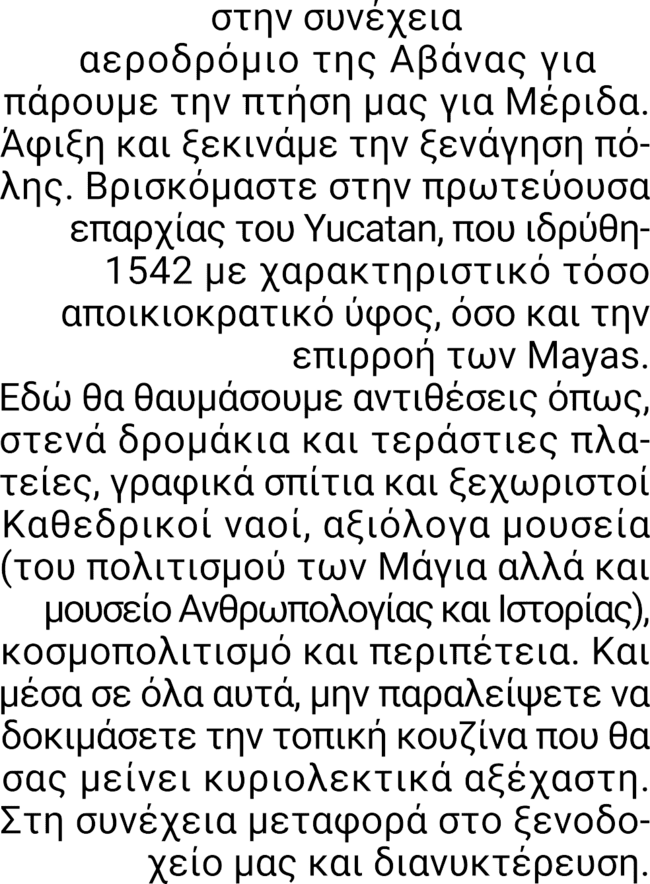 στην συνέχεια
αεροδρόμιο της Αβάνας για
πάρουμε την πτήση μας για Μέριδα.
Άφιξη και ξεκινάμε την ξενάγηση πό-
λης. Βρισκόμαστε στην πρωτεύουσα
επαρχίας του Yucatan, που ιδρύθη-
1542 με χαρακτηριστικό τόσο
αποικιοκρατικό ύφος, όσο και την
επιρροή των Mayas.
Εδώ θα θαυμάσουμε αντιθέσεις όπως,
στενά δρομάκια και τεράστιες πλα-
τείες, γραφικά σπίτια και ξεχωριστοί
Καθεδρικοί ναοί, αξιόλογα μουσεία
(του πολιτισμού των Μάγια αλλά και
μουσείο Ανθρωπολογίας και Ιστορίας),
κοσμοπολιτισμό και περιπέτεια. Και
μέσα σε όλα αυτά, μην παραλείψετε να
δοκιμάσετε την τοπική κουζίνα που θα
σας μείνει κυριολεκτικά αξέχαστη.
Στη συνέχεια μεταφορά στο ξενοδο-
χείο μας και διανυκτέρευση.